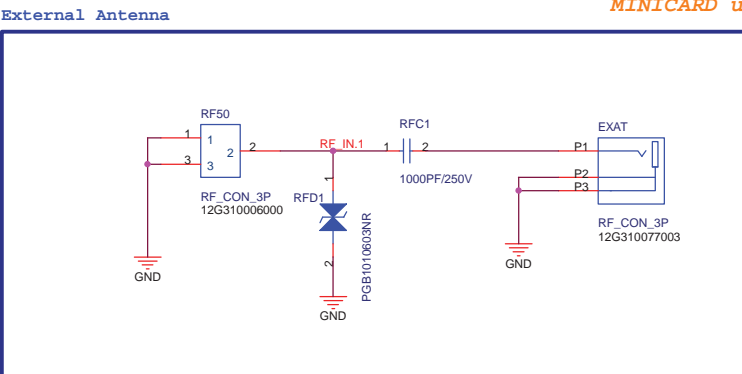 MINICARD u
External Antenna
RF50
1
1
2
2
3
3
RF_CON_3P
12G310006000
GND
RF_IN.1
RFC1
1
2
1000PF/250V
1
RFD1
2
PGB1010603NR
GND
EXAT
P1
P2
P3
RF_CON_3P
12G310077003
GND